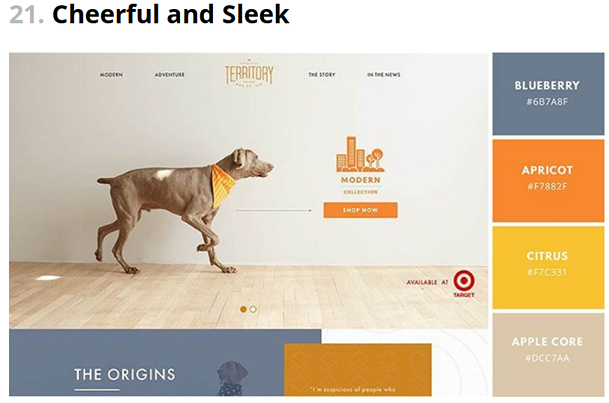 21. Cheerful and Sleek
MODERN
ADVENTURE
TERRITORY
THE STORY
IN THE NEWS
BLUEBERRY
#6B7A8F
MODERN
COLLECTION
SHOP NOW
APRICOT
#F7882F
CITRUS
#F7C331
AVAILABLE AT
TARGET
APPLE CORE
#DCC7AA
THE ORIGINS
"I'm suspicious of people who